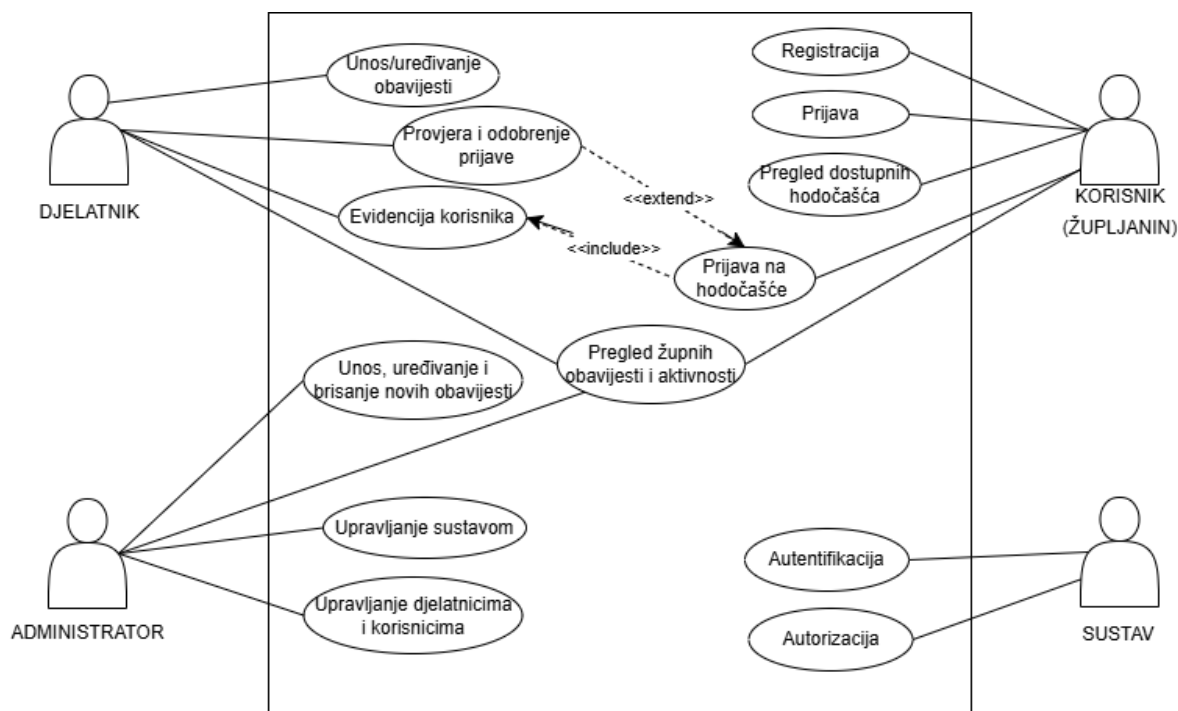 Unos/uređivanje
obavijesti
Registracija
Provjera i odobrenje
prijave
Prijava
DJELATNIK
Pregled dostupnih
hodočašća
KORISNIK
(ŽUPLJANIN)
<<extend>>
Evidencija korisnika
<<include>>
Prijava na
hodočašće
Pregled župnih
obavijesti i aktivnosti
Unos, uređivanje i
brisanje novih obavijesti
Upravljanje sustavom
Autentifikacija
Upravljanje djelatnicima
i korisnicima
ADMINISTRATOR
Autorizacija
SUSTAV